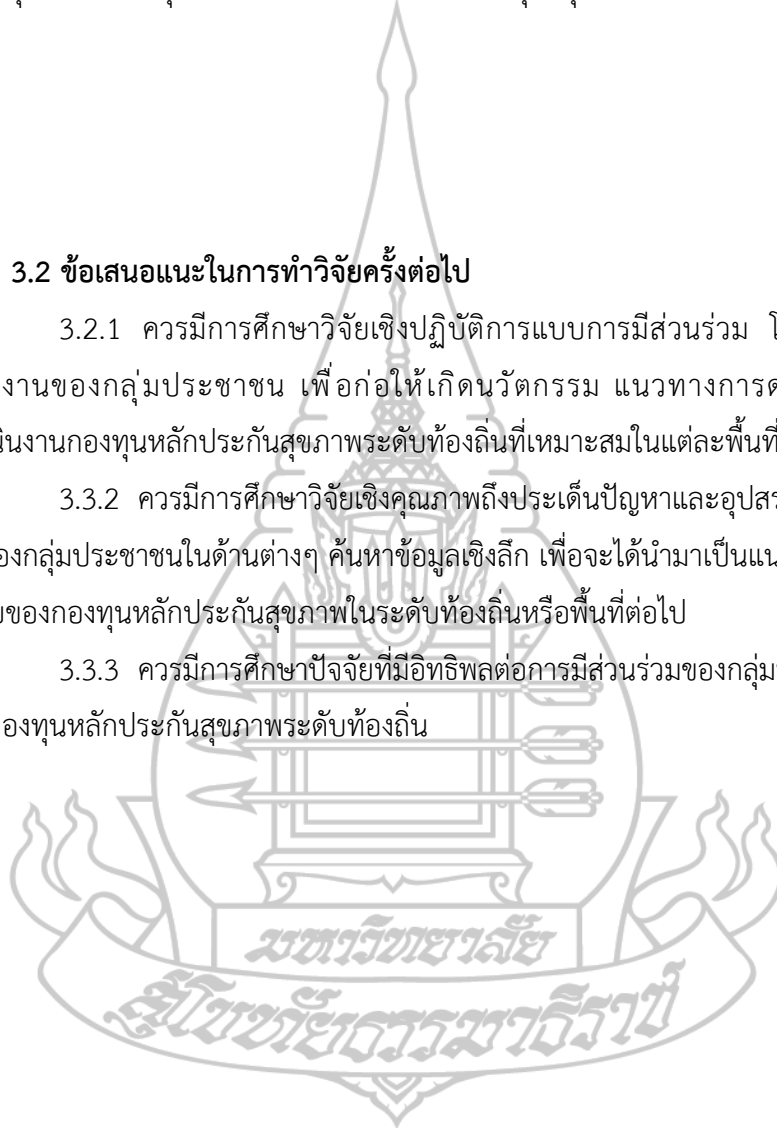 3.2 ข้อเสนอแนะในการทำวิจัยครั้งต่อไป
3.2.1 ควรมีการศึกษาวิจัยเชิงปฏิบัติการแบบการมีส่วนร่วม
งานของกลุ่มประชาชน เพื่อก่อให้เกิดนวัตกรรม แนวทางการด
นินงานกองทุนหลักประกันสุขภาพระดับท้องถิ่นที่เหมาะสมในแต่ละพื้นที่
3.3.2 ควรมีการศึกษาวิจัยเชิงคุณภาพถึงประเด็นปัญหาและอุปสร
องกลุ่มประชาชนในด้านต่างๆ ค้นหาข้อมูลเชิงลึก เพื่อจะได้นำมาเป็นแน
ของกองทุนหลักประกันสุขภาพในระดับท้องถิ่นหรือพื้นที่ต่อไป
3.3.3 ควรมีการศึกษาปัจจัยที่มีอิทธิพลต่อการมีส่วนร่วมของกลุ่ม
องทุนหลักประกันสุขภาพระดับท้องถิ่น
มหาวิทยาลัย
สุโขทัยธรรมาธิราช